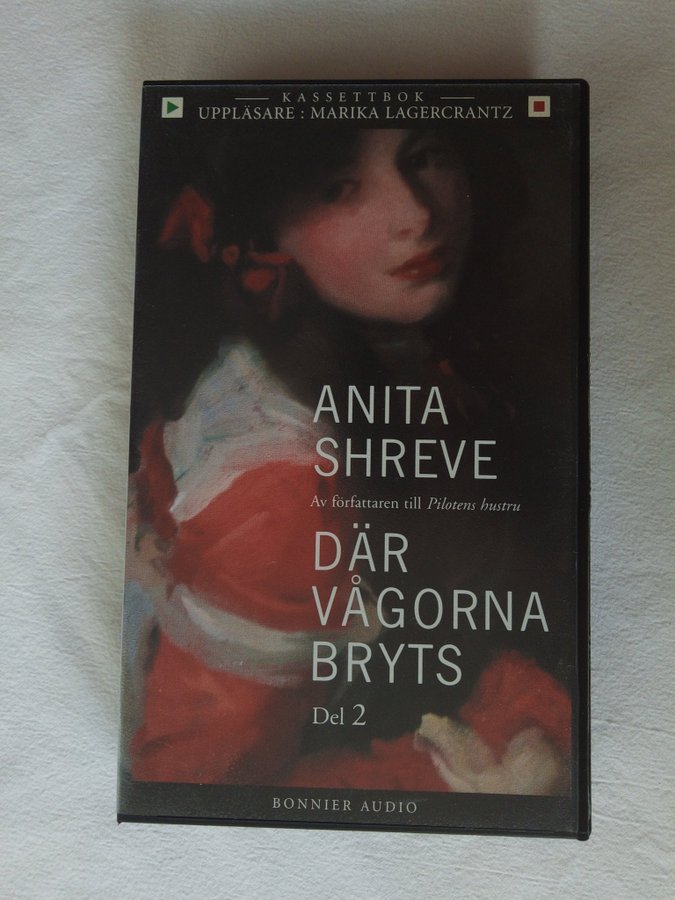 KASSETTBOK
UPPLÄSARE : MARIKA LAGERCRANTZ
ANITA
SHREVE
Av författaren till Pilotens hustru
DÄR
VÅGORNA
BRYTS
Del 2
BONNIER AUDIO